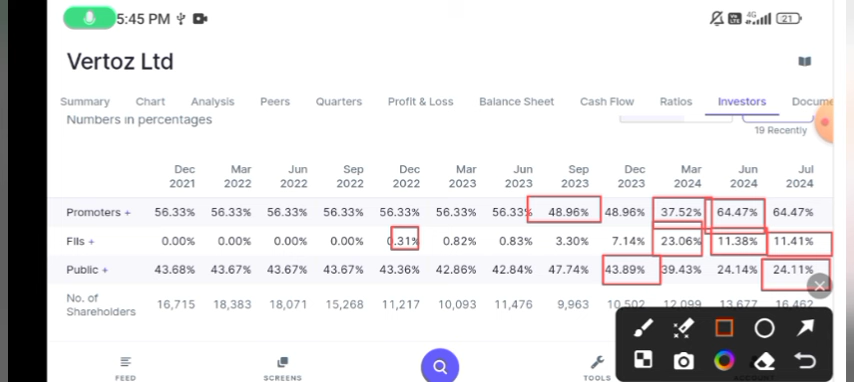 5:45 PM
4G
21
Vertoz Ltd
Summary Chart Analysis Peers Quarters Profit & Loss Balance Sheet Cash Flow Ratios Investors Docume
Numbers in percentages
19 Recently
Dec 2021 Mar 2022 Jun 2022 Sep 2022 Dec 2022 Mar 2023 Jun 2023 Sep 2023 Dec 2023 Mar 2024 Jun 2024 Jul 2024
Promoters + 56.33% 56.33% 56.33% 56.33% 56.33% 56.33% 56.33% 48.96% 48.96% 37.52% 64.47% 64.47%
FIIs + 0.00% 0.00% 0.00% 0.00% 0.31% 0.82% 0.83% 3.30% 7.14% 23.06% 11.38% 11.41%
Public + 43.68% 43.67% 43.67% 43.67% 43.36% 42.86% 42.84% 47.74% 43.89% 39.43% 24.14% 24.11%
No. of Shareholders 16,715 18,383 18,071 15,268 11,217 10,093 11,476 9,963 10,502 12,099 13,677 16,462
FEED SCREENS TOOLS